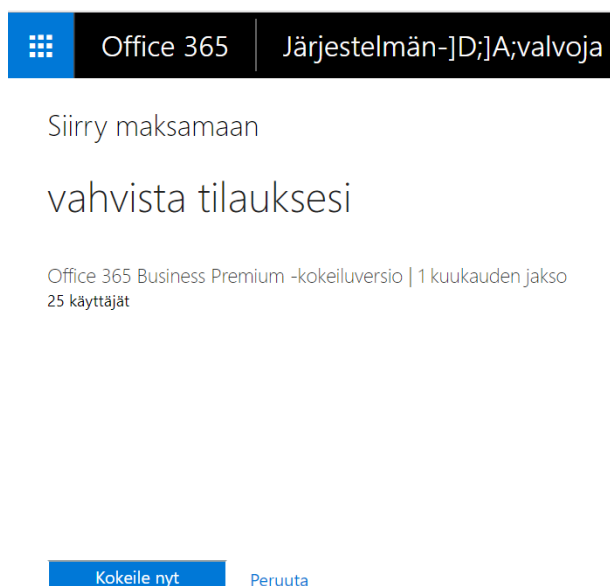 Office 365 Järjestelmän-]D;]A;valvoja
Siirry maksamaan
vahvista tilauksesi
Office 365 Business Premium -kokeiluversio | 1 kuukauden jakso
25 käyttäjät
Kokeile nyt Peruuta